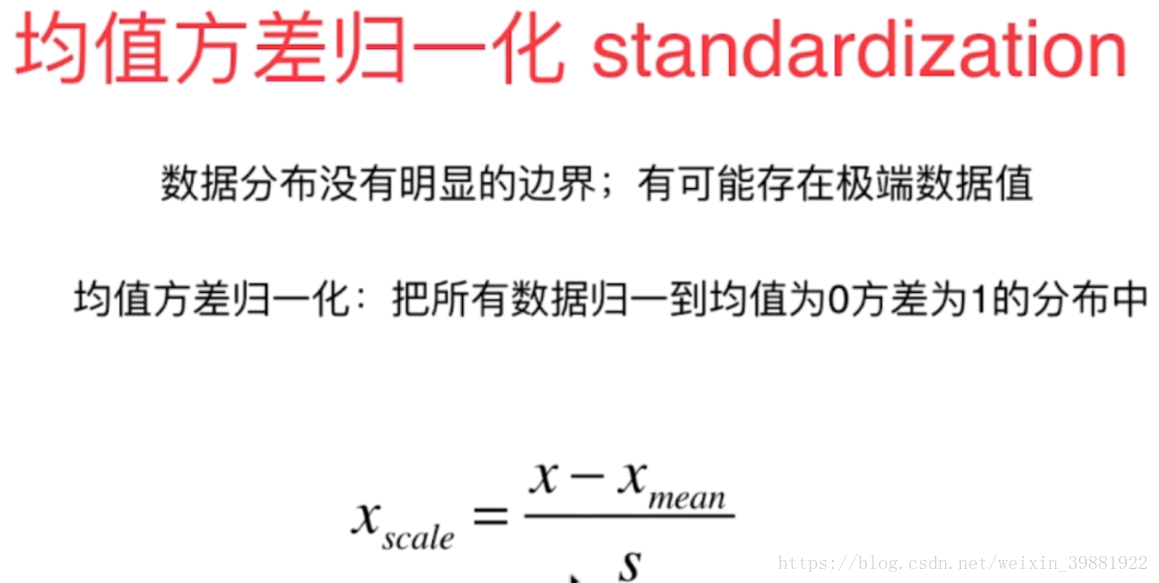 均值方差归一化 standardization
数据分布没有明显的边界；有可能存在极端数据值
均值方差归一化：把所有数据归一到均值为0方差为1的分布中
x_scale = (x − x_mean) / s
https://blog.csdn.net/weixin_39881922